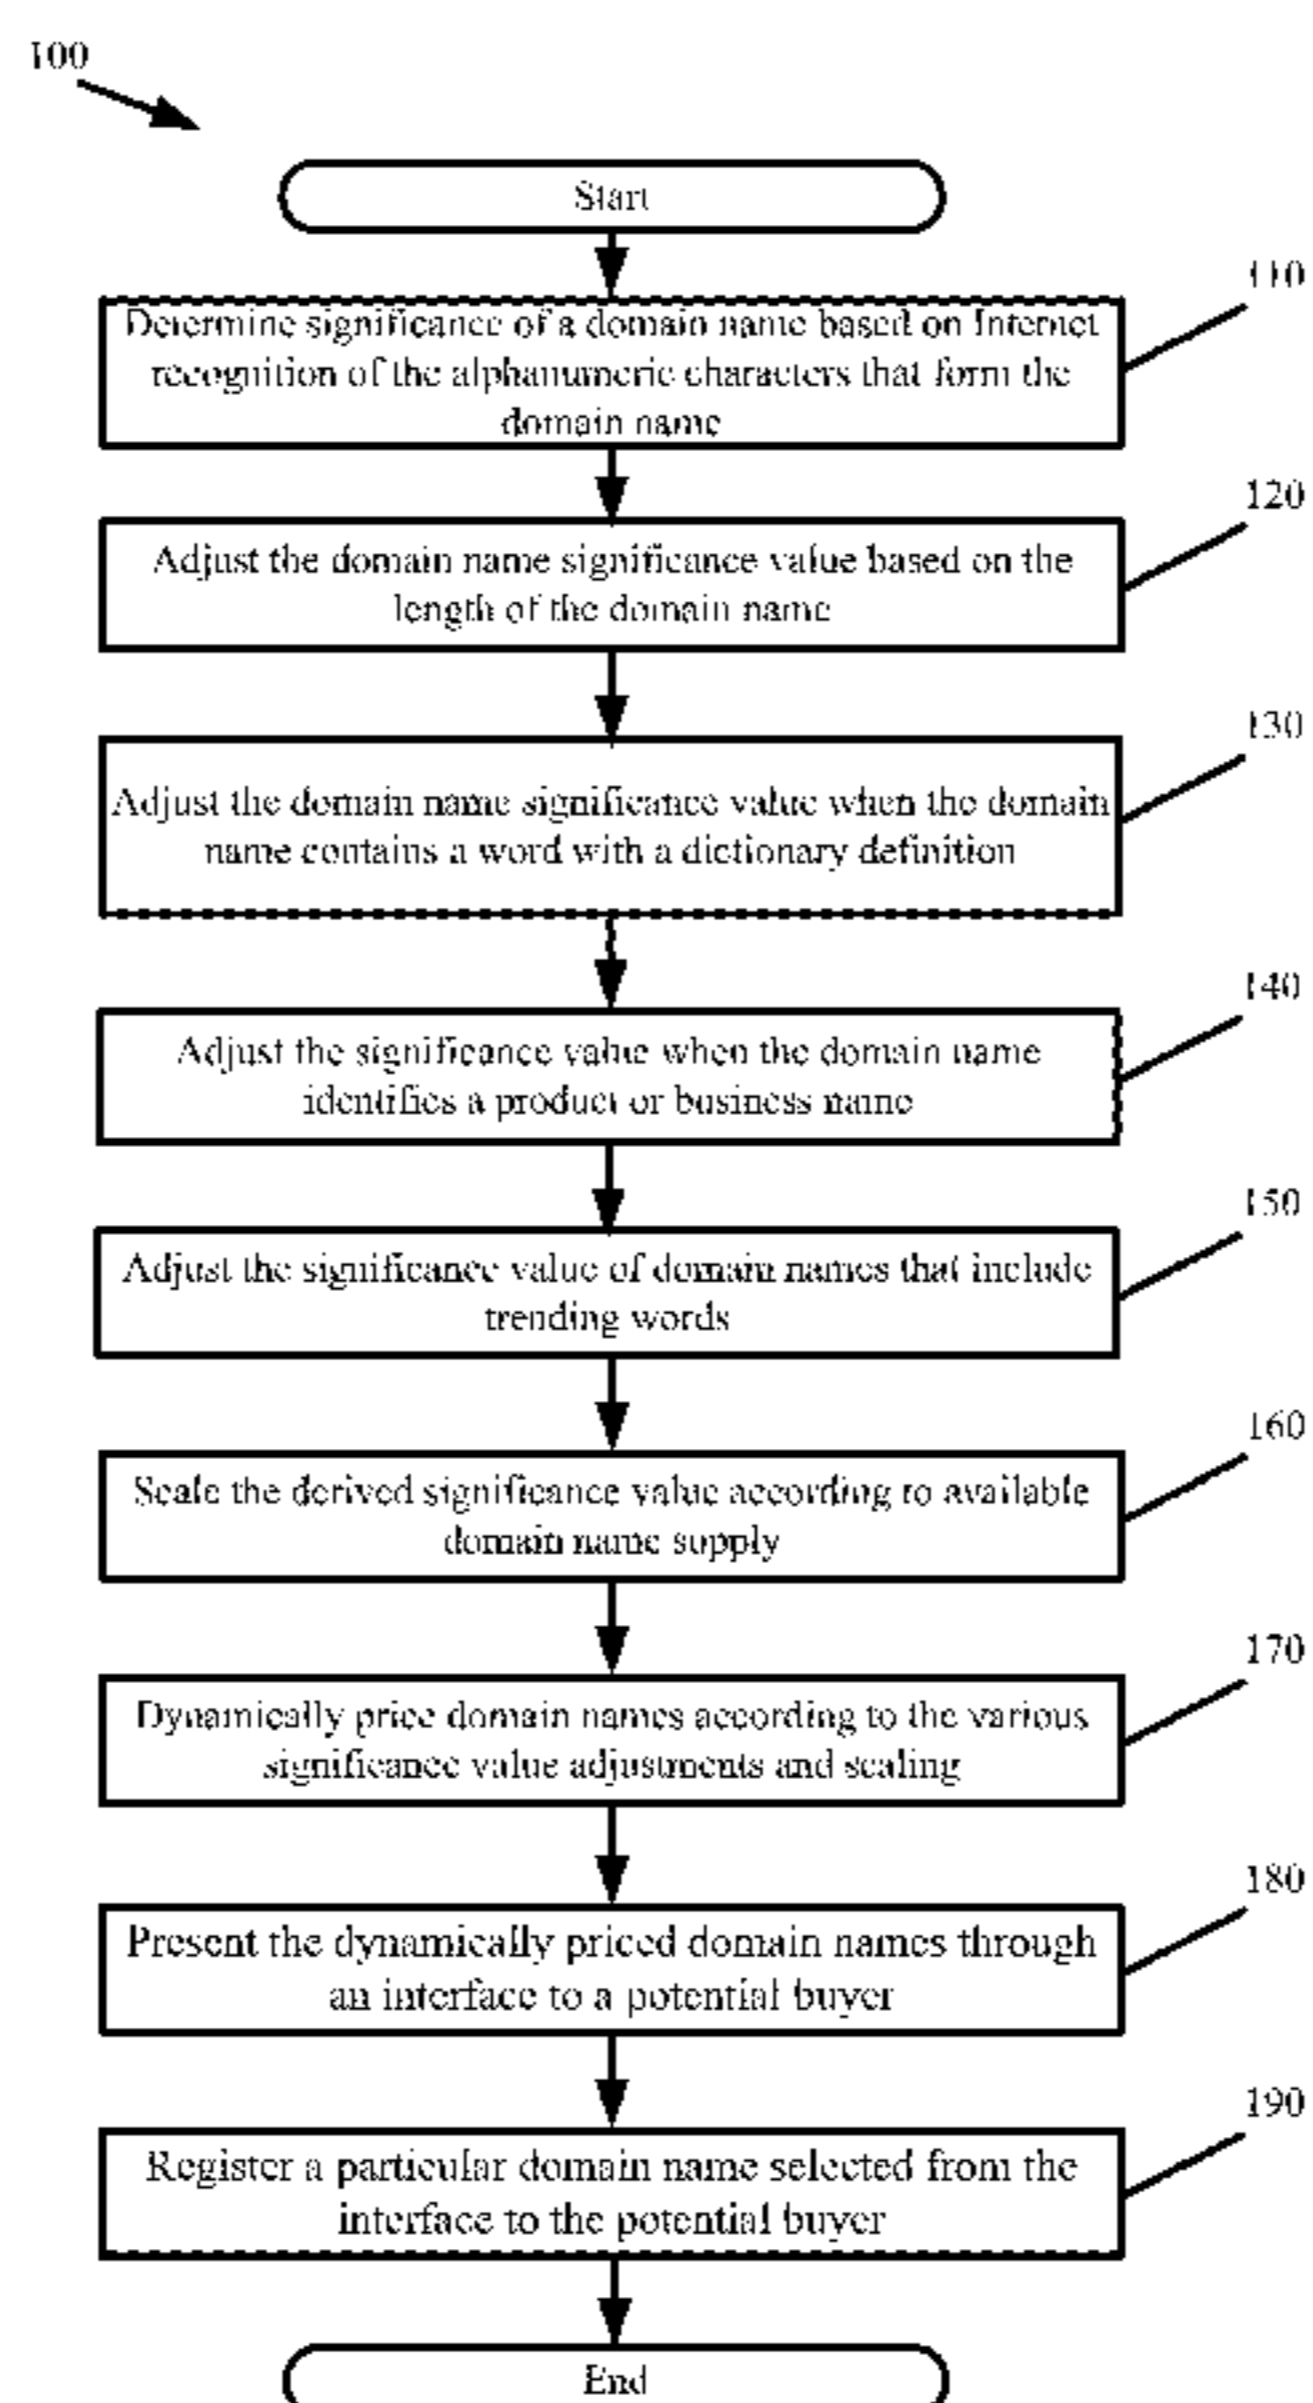 100
Start
110
Determine significance of a domain name based on Internet
recognition of the alphanumeric characters that form the
domain name
120
Adjust the domain name significance value based on the
length of the domain name
130
Adjust the domain name significance value when the domain
name contains a word with a dictionary definition
140
Adjust the significance value when the domain name
identifies a product or business name
150
Adjust the significance value of domain names that include
trending words
160
Scale the derived significance value according to available
domain name supply
170
Dynamically price domain names according to the various
significance value adjustments and scaling
180
Present the dynamically priced domain names through
an interface to a potential buyer
190
Register a particular domain name selected from the
interface to the potential buyer
End